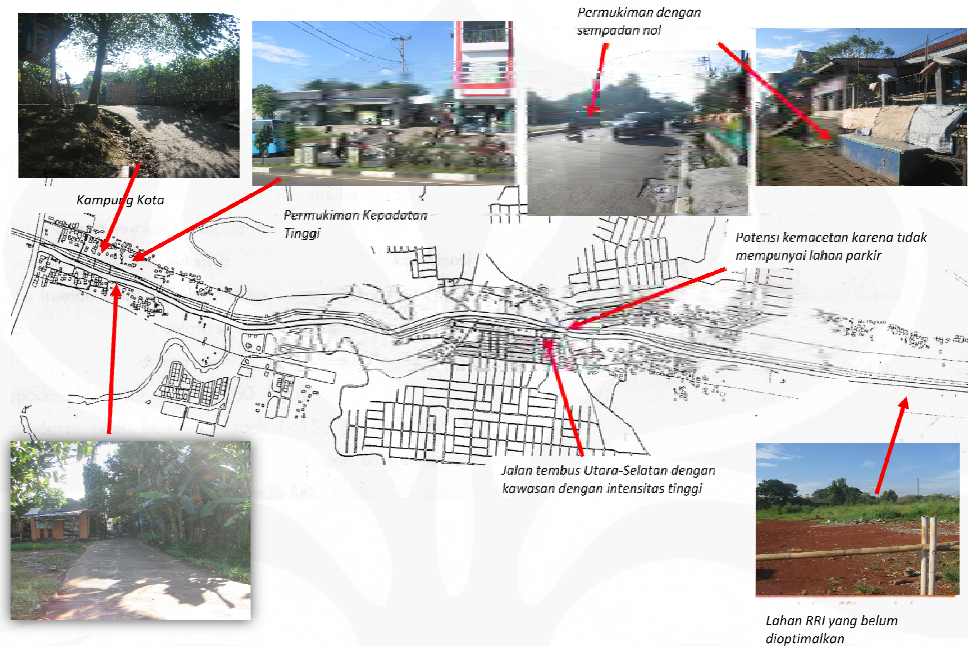 Permukiman dengan
sempadan nol
Kampung Kota
Permukiman Kepadatan
Tinggi
Potensi kemacetan karena tidak
mempunyai lahan parkir
Jalan tembus Utara-Selatan dengan
kawasan dengan intensitas tinggi
Lahan RRI yang belum
dioptimalkan